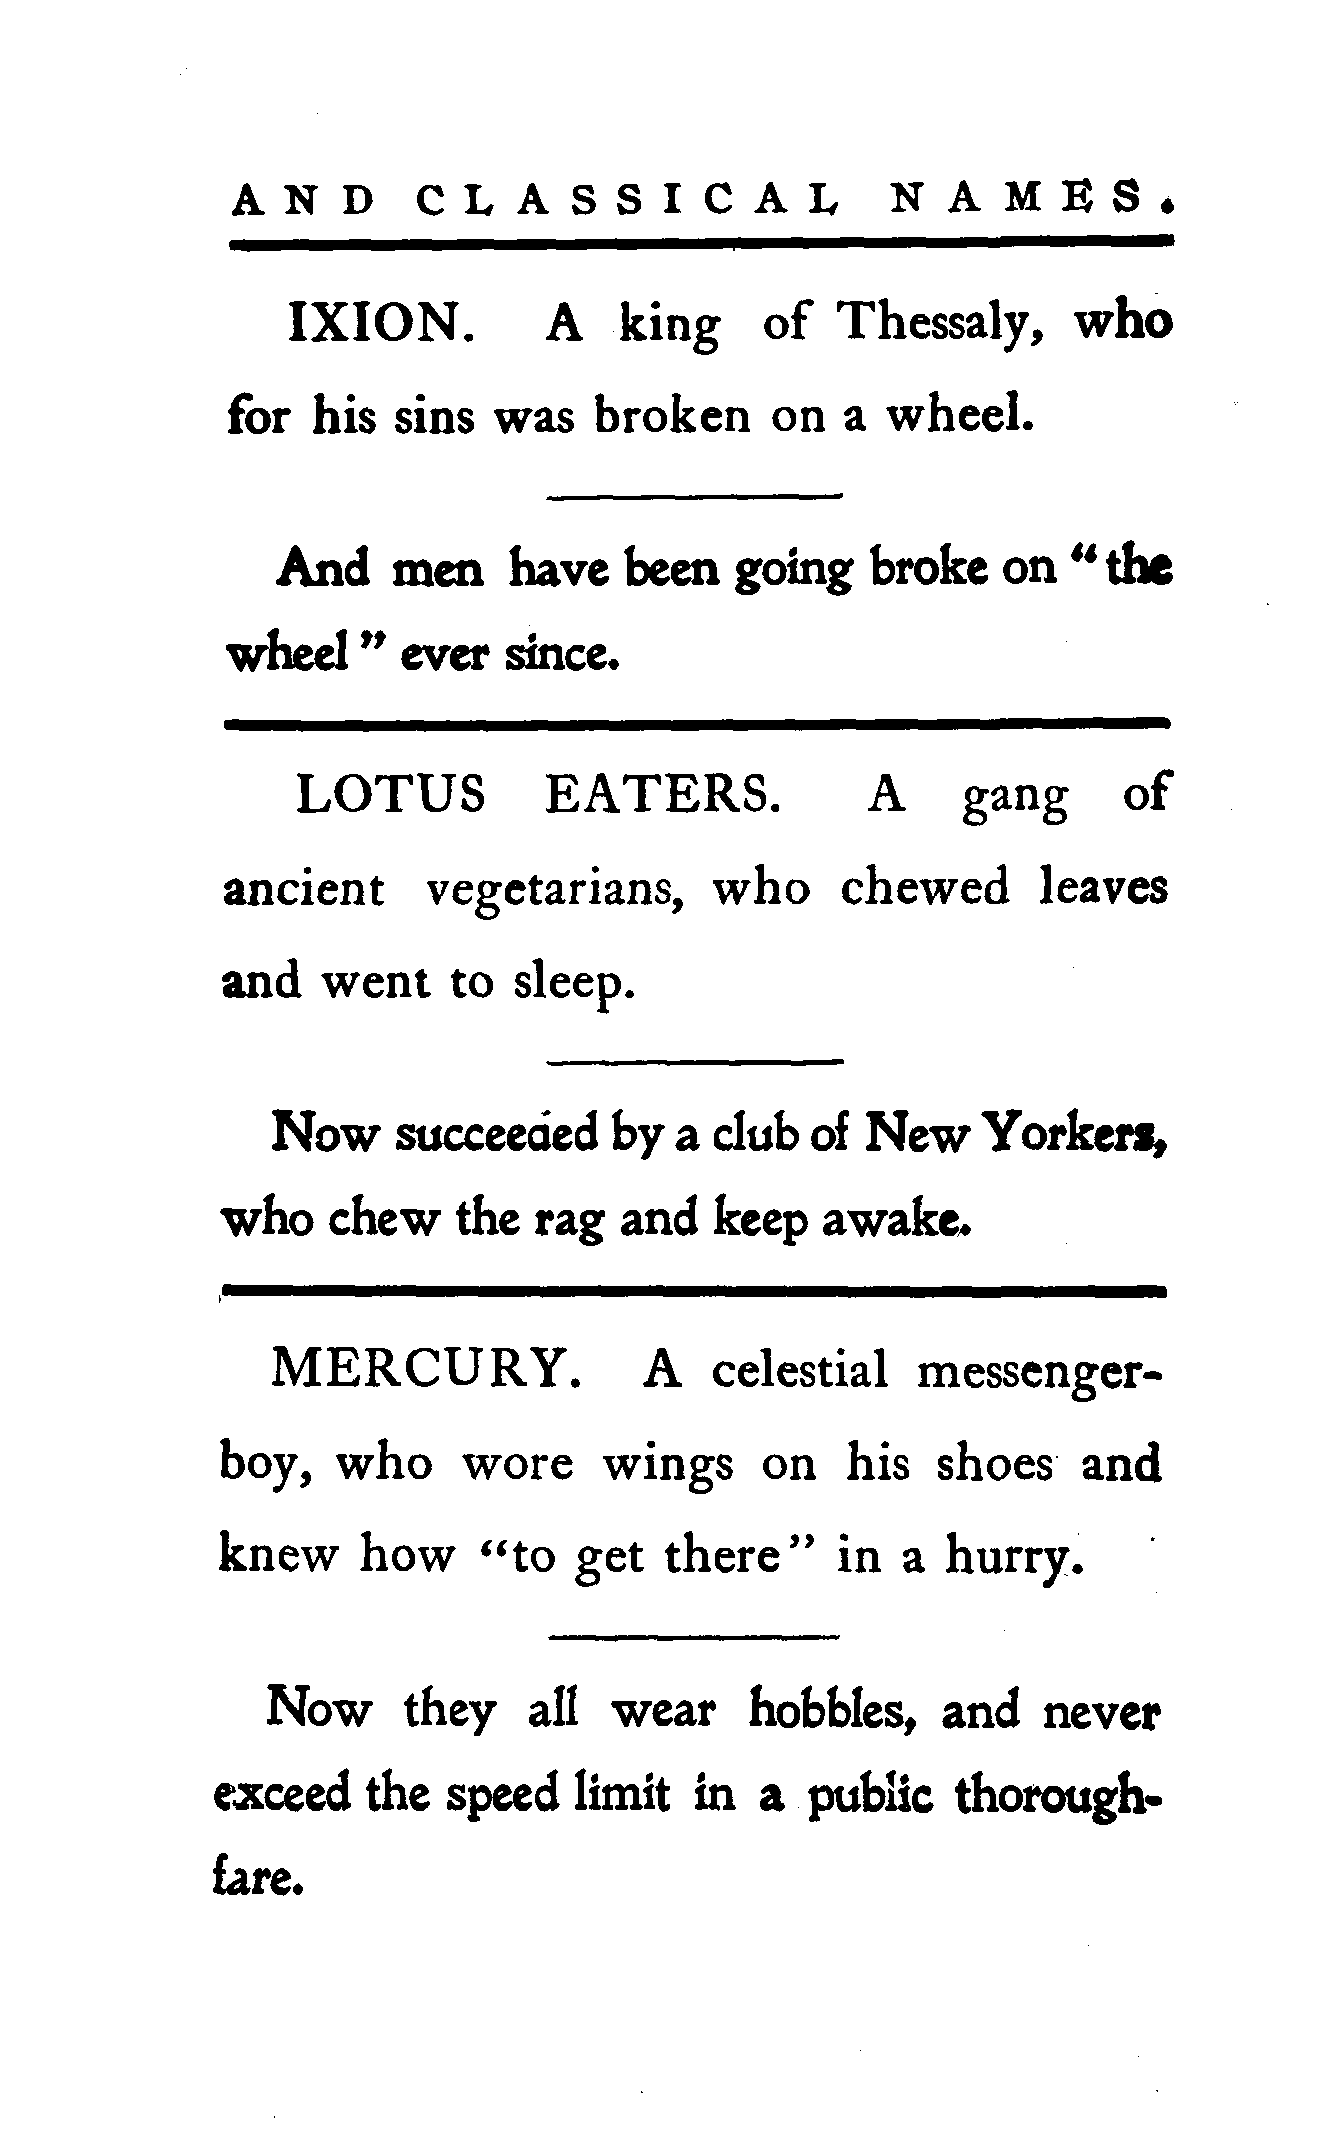 AND CLASSICAL NAMES.
IXION. A king of Thessaly, who
for his sins was broken on a wheel.
And men have been going broke on "the
wheel" ever since.
LOTUS EATERS. A gang of
ancient vegetarians, who chewed leaves
and went to sleep.
Now succeeded by a club of New Yorkers,
who chew the rag and keep awake.
MERCURY. A celestial messenger-
boy, who wore wings on his shoes and
knew how "to get there" in a hurry.
Now they all wear hobbles, and never
exceed the speed limit in a public thorough-
fare.